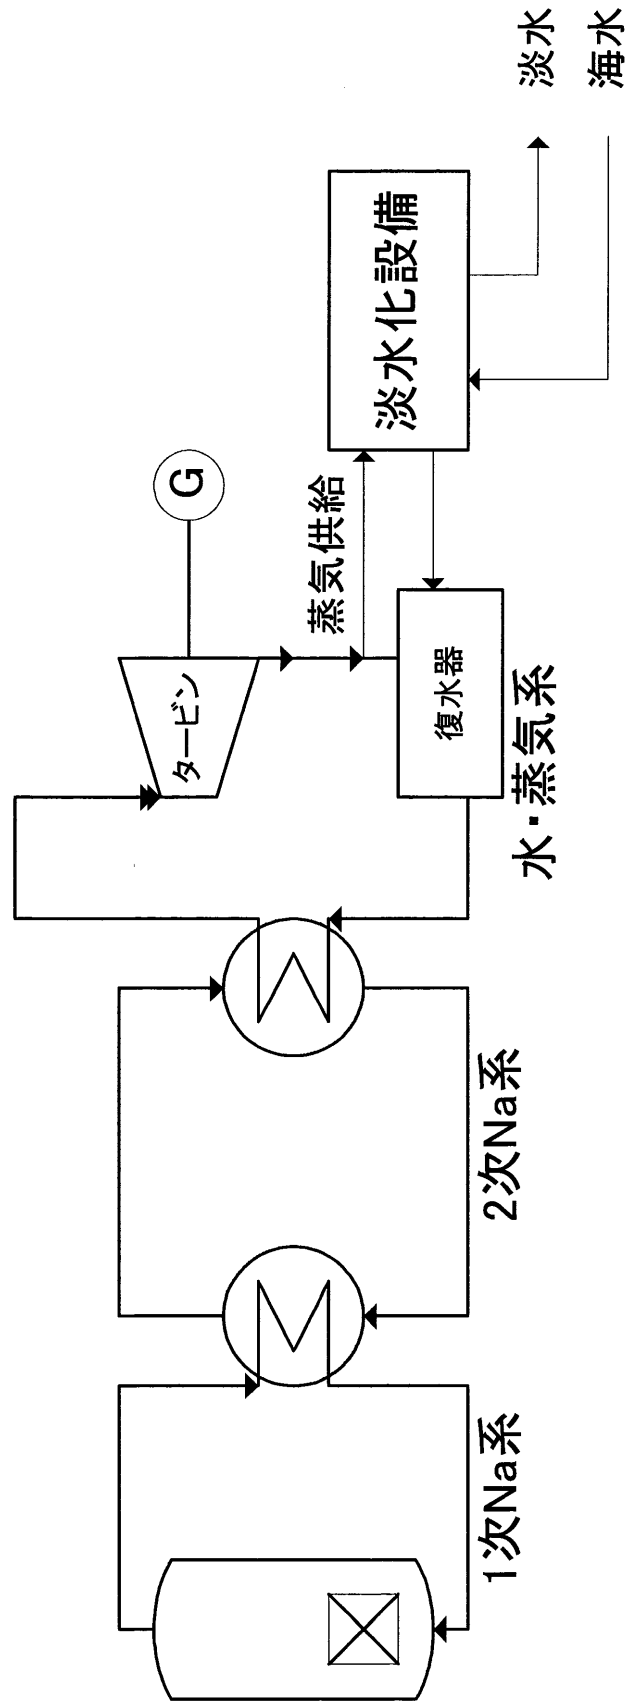 1次Na系
2次Na系
水・蒸気系
タービン
G
蒸気供給
復水器
淡水化設備
淡水
海水